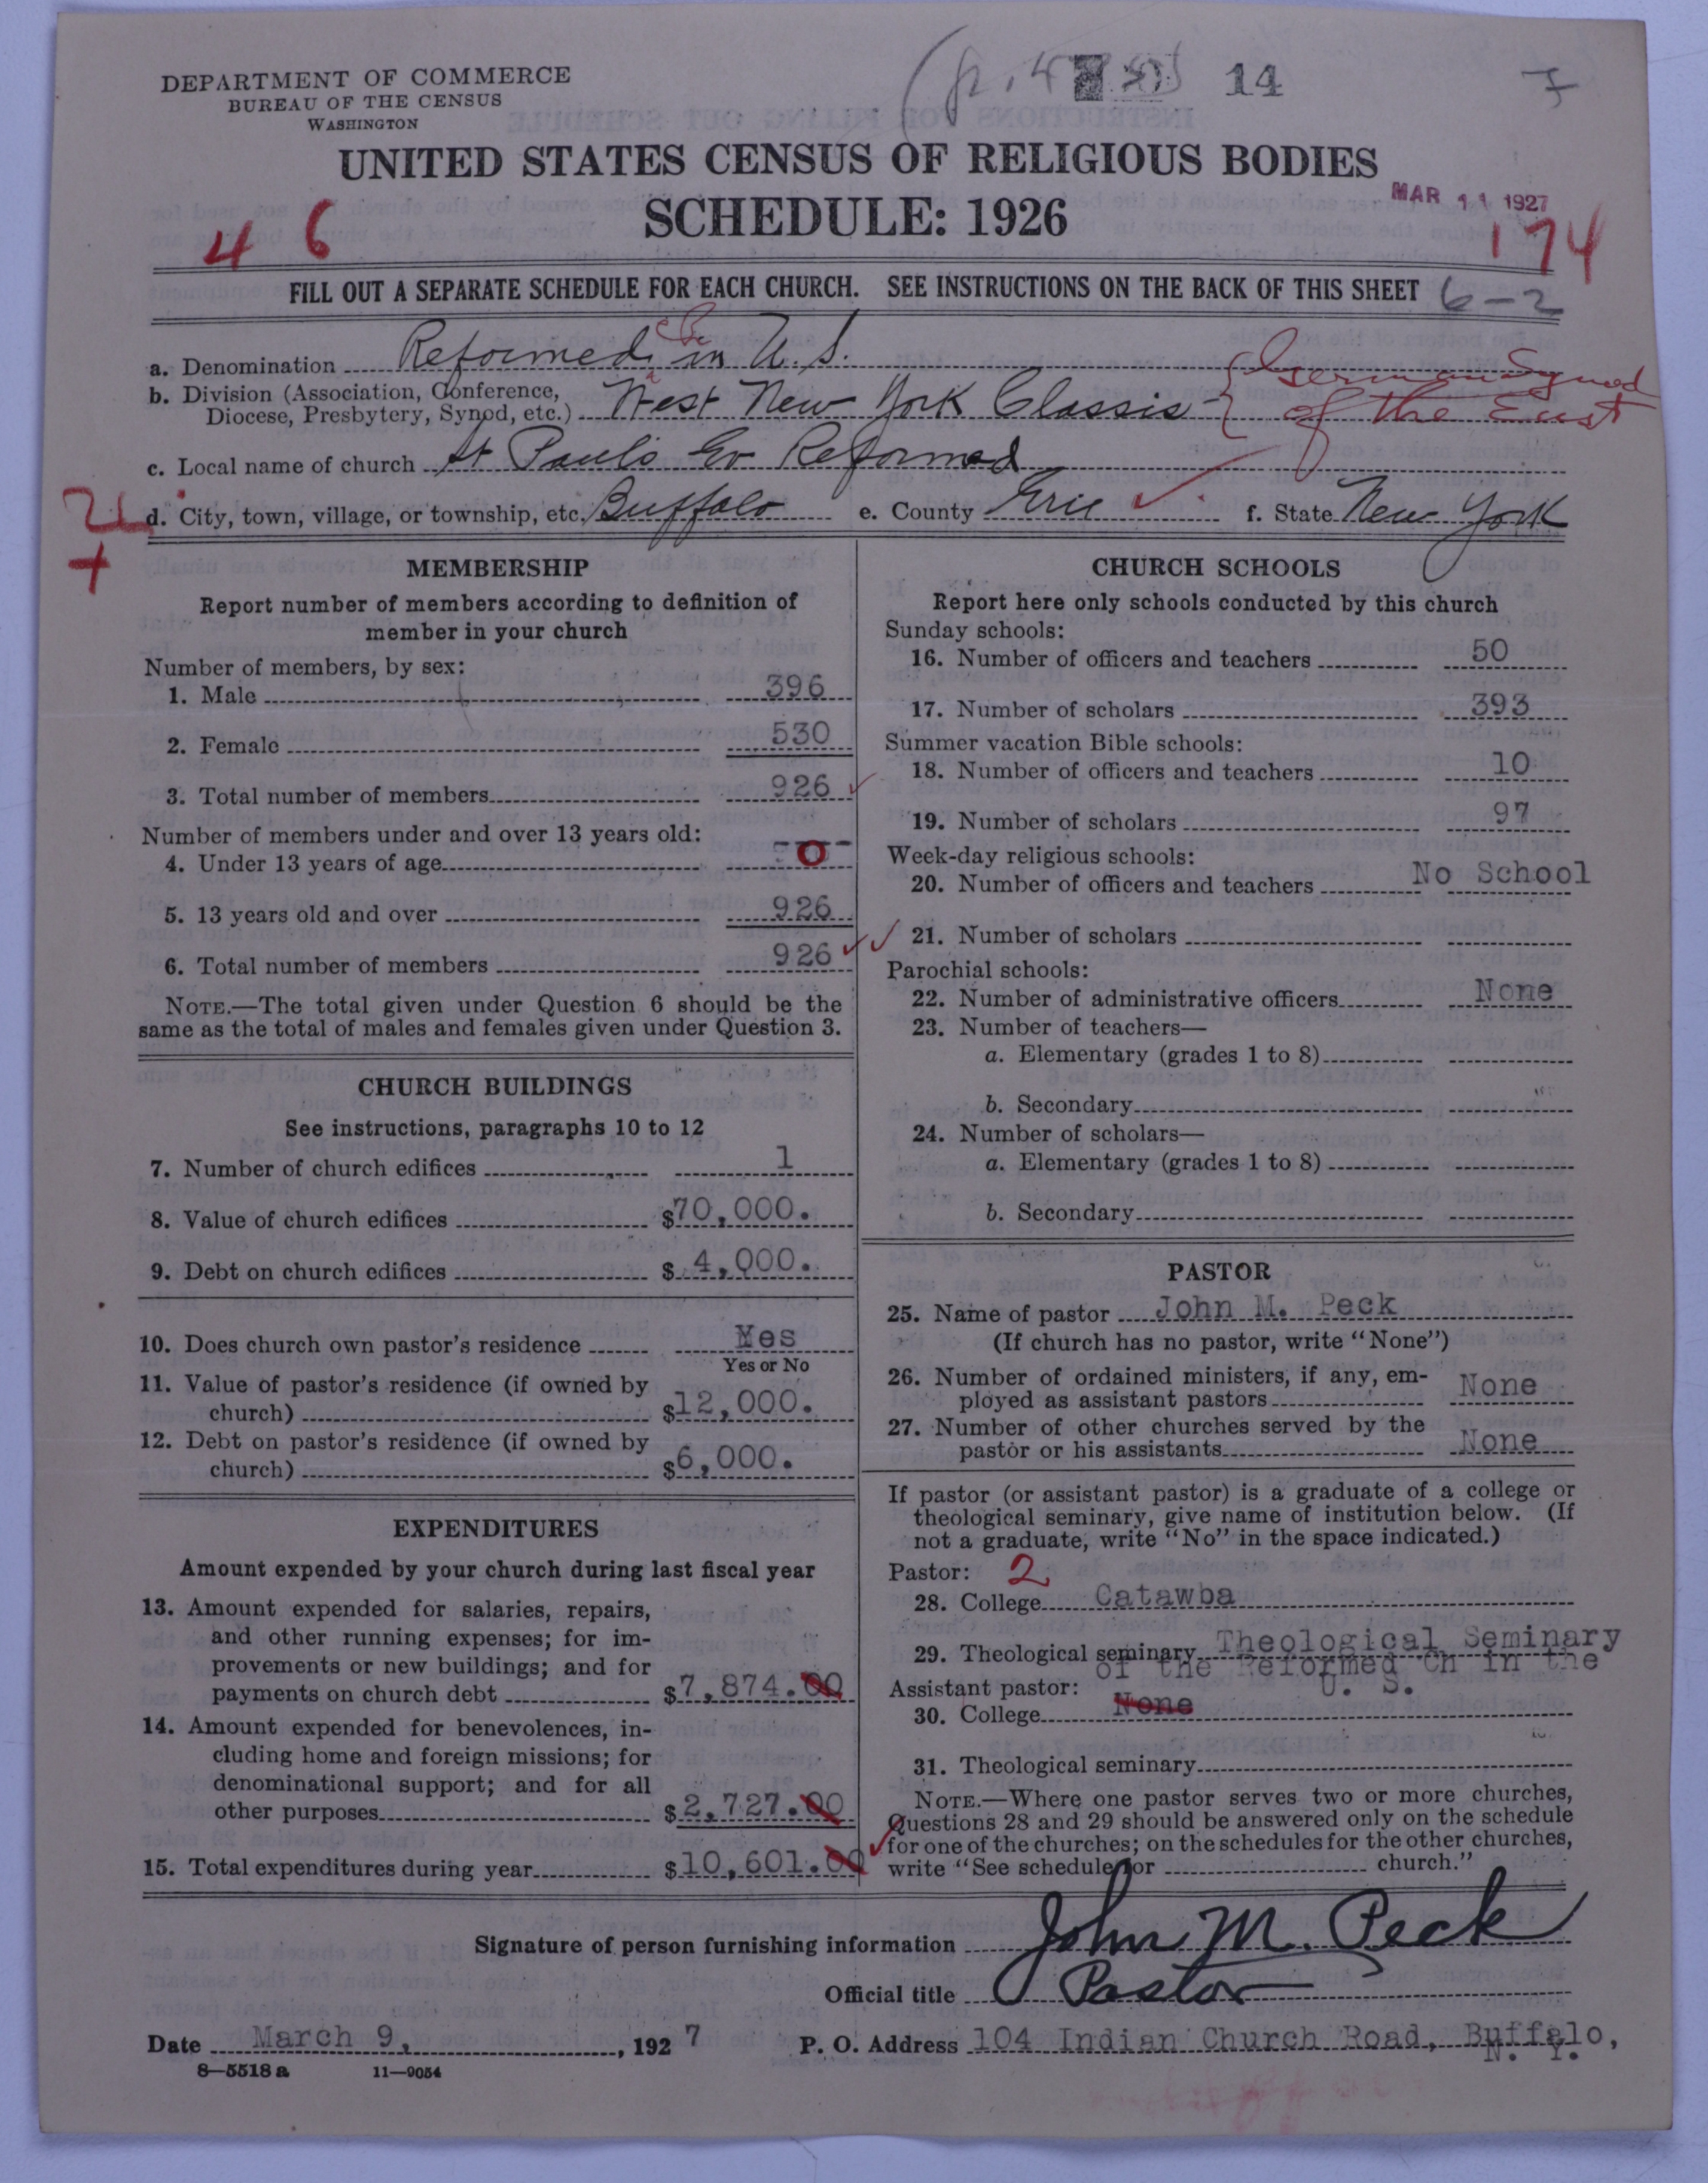 DEPARTMENT OF COMMERCE
BUREAU OF THE CENSUS
WASHINGTON
14
7
UNITED STATES CENSUS OF RELIGIOUS BODIES
SCHEDULE: 1926
MAR 11 1927
46
174
FILL OUT A SEPARATE SCHEDULE FOR EACH CHURCH. SEE INSTRUCTIONS ON THE BACK OF THIS SHEET 6-2
a. Denomination Reformed Ch in U. S.
b. Division (Association, Conference, Diocese, Presbytery, Synod, etc.) West New York Classis { German Synod of the East
c. Local name of church St Paul's Ev Reformed
d. City, town, village, or township, etc. Buffalo e. County Erie f. State New York
MEMBERSHIP
Report number of members according to definition of
member in your church
Number of members, by sex:
1. Male 396
2. Female 530
3. Total number of members 926
Number of members under and over 13 years old:
4. Under 13 years of age --- 0
5. 13 years old and over 926
6. Total number of members 926
NOTE.—The total given under Question 6 should be the
same as the total of males and females given under Question 3.
CHURCH BUILDINGS
See instructions, paragraphs 10 to 12
7. Number of church edifices 1
8. Value of church edifices $70,000.
9. Debt on church edifices $ 4,000.
10. Does church own pastor's residence Yes
Yes or No
11. Value of pastor's residence (if owned by
church) $12,000.
12. Debt on pastor's residence (if owned by
church) $6,000.
EXPENDITURES
Amount expended by your church during last fiscal year
13. Amount expended for salaries, repairs,
and other running expenses; for im-
provements or new buildings; and for
payments on church debt $7,874.00
14. Amount expended for benevolences, in-
cluding home and foreign missions; for
denominational support; and for all
other purposes $2,727.00
15. Total expenditures during year $10,601.00
CHURCH SCHOOLS
Report here only schools conducted by this church
Sunday schools:
16. Number of officers and teachers 50
17. Number of scholars 393
Summer vacation Bible schools:
18. Number of officers and teachers 10
19. Number of scholars 97
Week-day religious schools:
20. Number of officers and teachers No School
21. Number of scholars
Parochial schools:
22. Number of administrative officers None
23. Number of teachers—
a. Elementary (grades 1 to 8)
b. Secondary
24. Number of scholars—
a. Elementary (grades 1 to 8)
b. Secondary
PASTOR
25. Name of pastor John M. Peck
(If church has no pastor, write "None")
26. Number of ordained ministers, if any, em-
ployed as assistant pastors None
27. Number of other churches served by the
pastor or his assistants None
If pastor (or assistant pastor) is a graduate of a college or
theological seminary, give name of institution below. (If
not a graduate, write "No" in the space indicated.)
Pastor: 2
28. College Catawba
29. Theological seminary Theological Seminary
of the Reformed Ch in the
U. S.
Assistant pastor:
30. College None
31. Theological seminary
NOTE.—Where one pastor serves two or more churches,
Questions 28 and 29 should be answered only on the schedule
for one of the churches; on the schedules for the other churches,
write "See schedule for church."
Signature of person furnishing information John M. Peck
Official title Pastor
Date March 9, 1927 P. O. Address 104 Indian Church Road, Buffalo,
N. Y.
8—5518 a 11—9054